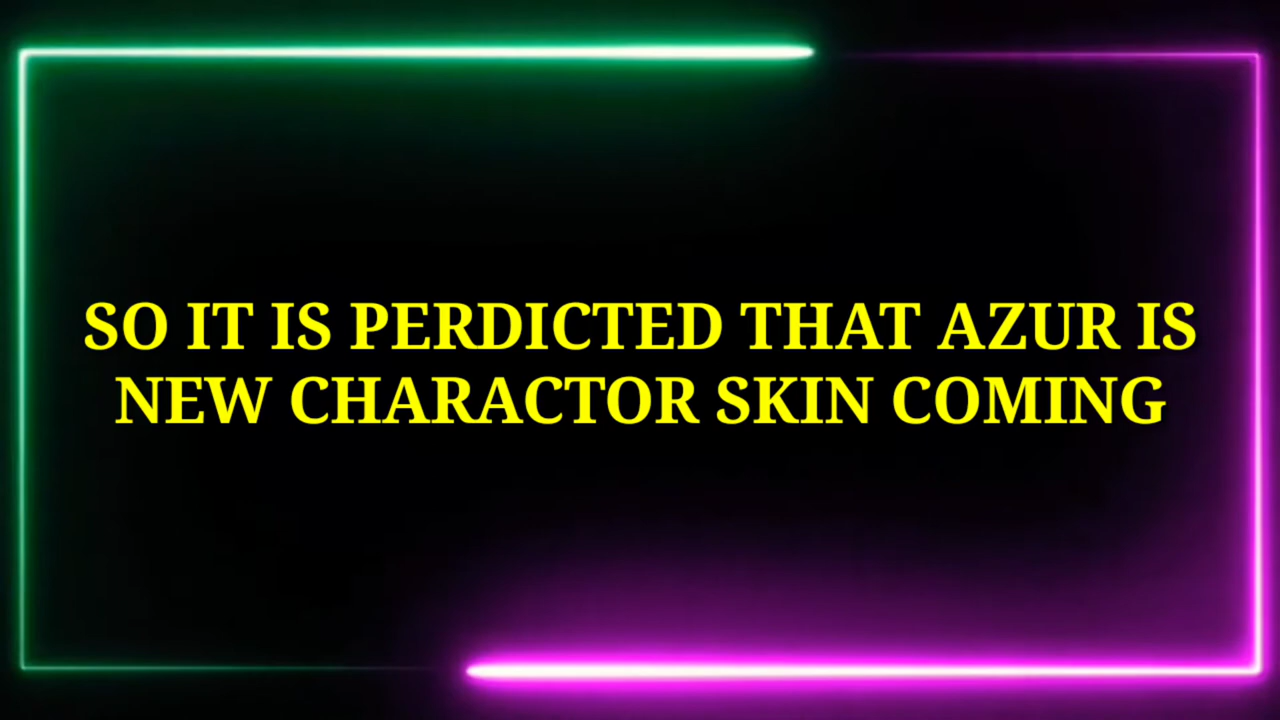 SO IT IS PERDICTED THAT AZUR IS
NEW CHARACTOR SKIN COMING